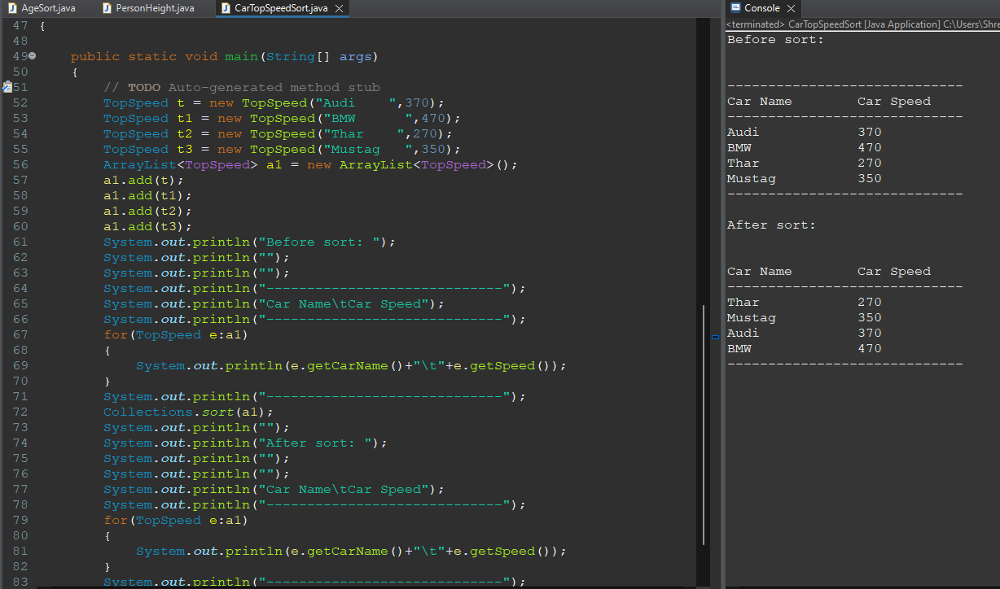 AgeSort.java PersonHeight.java CarTopSpeedSort.java
47 {
48
49 public static void main(String[] args)
50 {
51 // TODO Auto-generated method stub
52 TopSpeed t = new TopSpeed("Audi    ",370);
53 TopSpeed t1 = new TopSpeed("BMW      ",470);
54 TopSpeed t2 = new TopSpeed("Thar    ",270);
55 TopSpeed t3 = new TopSpeed("Mustag   ",350);
56 ArrayList<TopSpeed> a1 = new ArrayList<TopSpeed>();
57 a1.add(t);
58 a1.add(t1);
59 a1.add(t2);
60 a1.add(t3);
61 System.out.println("Before sort: ");
62 System.out.println("");
63 System.out.println("");
64 System.out.println("-----------------------------");
65 System.out.println("Car Name\tCar Speed");
66 System.out.println("-----------------------------");
67 for(TopSpeed e:a1)
68 {
69 System.out.println(e.getCarName()+"\t"+e.getSpeed());
70 }
71 System.out.println("-----------------------------");
72 Collections.sort(a1);
73 System.out.println("");
74 System.out.println("After sort: ");
75 System.out.println("");
76 System.out.println("");
77 System.out.println("Car Name\tCar Speed");
78 System.out.println("-----------------------------");
79 for(TopSpeed e:a1)
80 {
81 System.out.println(e.getCarName()+"\t"+e.getSpeed());
82 }
83 System.out.println("-----------------------------");
Console
<terminated> CarTopSpeedSort [Java Application] C:\Users\Shre
Before sort:
-----------------------------
Car Name Car Speed
-----------------------------
Audi 370
BMW 470
Thar 270
Mustag 350
-----------------------------
After sort:
Car Name Car Speed
-----------------------------
Thar 270
Mustag 350
Audi 370
BMW 470
-----------------------------